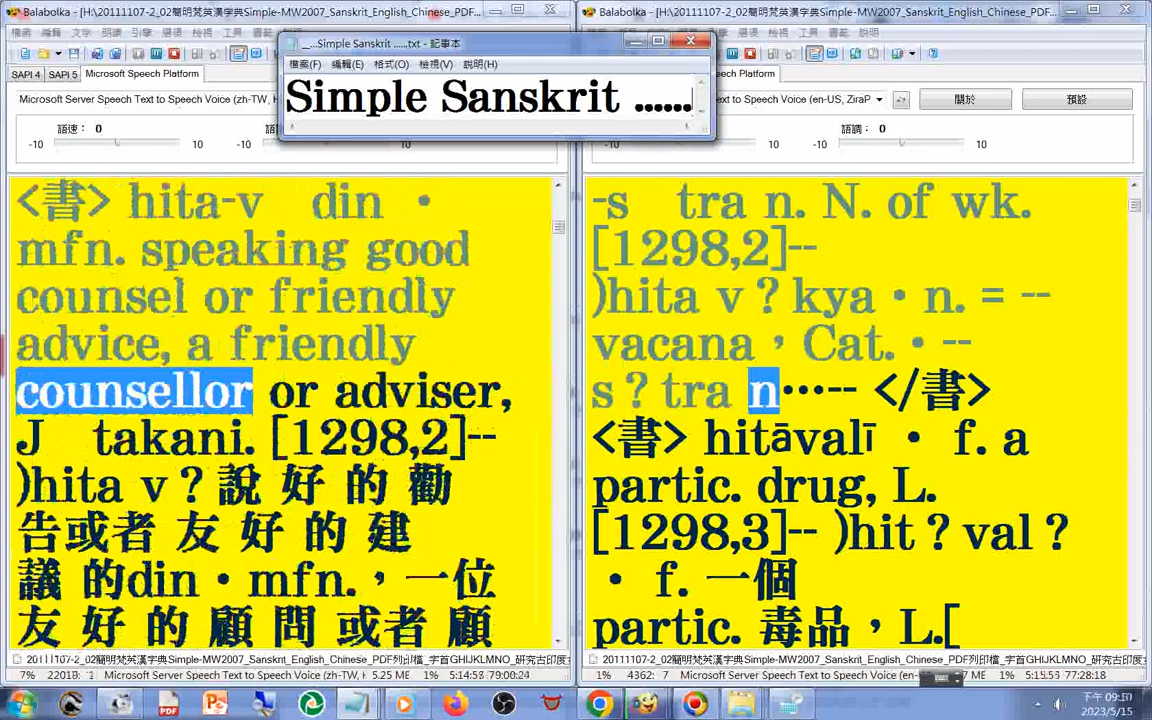 Balabolka - [H:\20111107-2_02簡明梵英漢字典Simple-MW2007_Sanskrit_English_Chinese_PDF...
Balabolka - [H:\20111107-2_02簡明梵英漢字典Simple-MW2007_Sanskrit_English_Chinese_PDF...
__...Simple Sanskrit ......txt - 記事本
檔案(F) 編輯(E) 格式(O) 檢視(V) 說明(H)
Simple Sanskrit ......
SAPI 4 SAPI 5 Microsoft Speech Platform
Microsoft Server Speech Text to Speech Voice (zh-TW, H
語速： 0
-10 10 -10 10
<書> hita-v din •
mfn. speaking good
counsel or friendly
advice, a friendly
counsellor or adviser,
J takani. [1298,2]--
)hita v？說 好 的 勸
告或者 友 好 的 建
議 的din•mfn.，一位
友 好 的 顧 問 或者 顧
20111107-2_02簡明梵英漢字典Simple-MW2007_Sanskrit_English_Chinese_PDF列印檔_字首GHIJKLMNO_研究古印度
7% 22018: Microsoft Server Speech Text to Speech Voice (zh-TW, 5.25 ME 1% 5:14:58 79:00:24
eech Platform
xt to Speech Voice (en-US, ZiraP 關於 預設
語調： 0
-10 10
-s tra n. N. of wk.
[1298,2]--
)hita v？kya • n. = --
vacana，Cat. • --
s？tra n…-- </書>
<書> hitāvalī • f. a
partic. drug, L.
[1298,3]-- )hit？val？
• f. 一個
partic. 毒品，L.[
20111107-2_02簡明梵英漢字典Simple-MW2007_Sanskrit_English_Chinese_PDF列印檔_字首GHIJKLMNO_研究古印度
1% 4362: Microsoft Server Speech Text to Speech Voice 1% 5:15:59 77:28:18
下午 09:10
2023/5/15